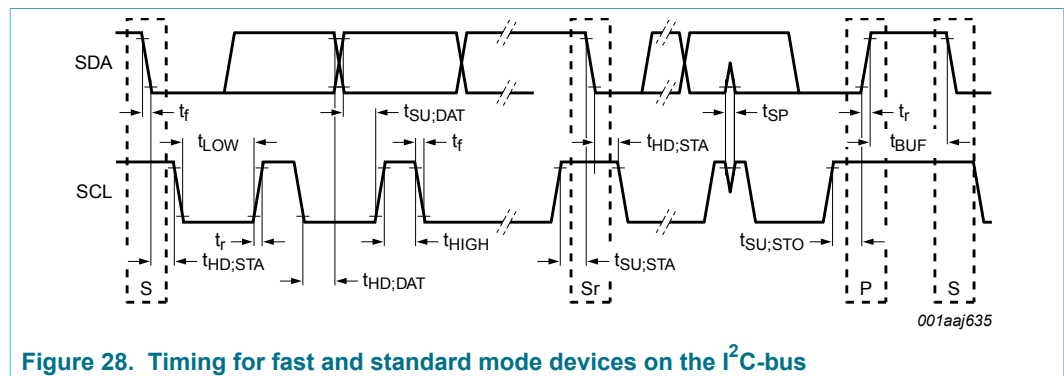 SDA
t_f
t_SU;DAT
t_SP
t_r
t_LOW
t_f
t_HD;STA
t_BUF
SCL
t_r
t_HIGH
t_SU;STO
t_HD;STA
t_SU;STA
t_HD;DAT
S
Sr
P
S
001aaj635
Figure 28. Timing for fast and standard mode devices on the I²C-bus